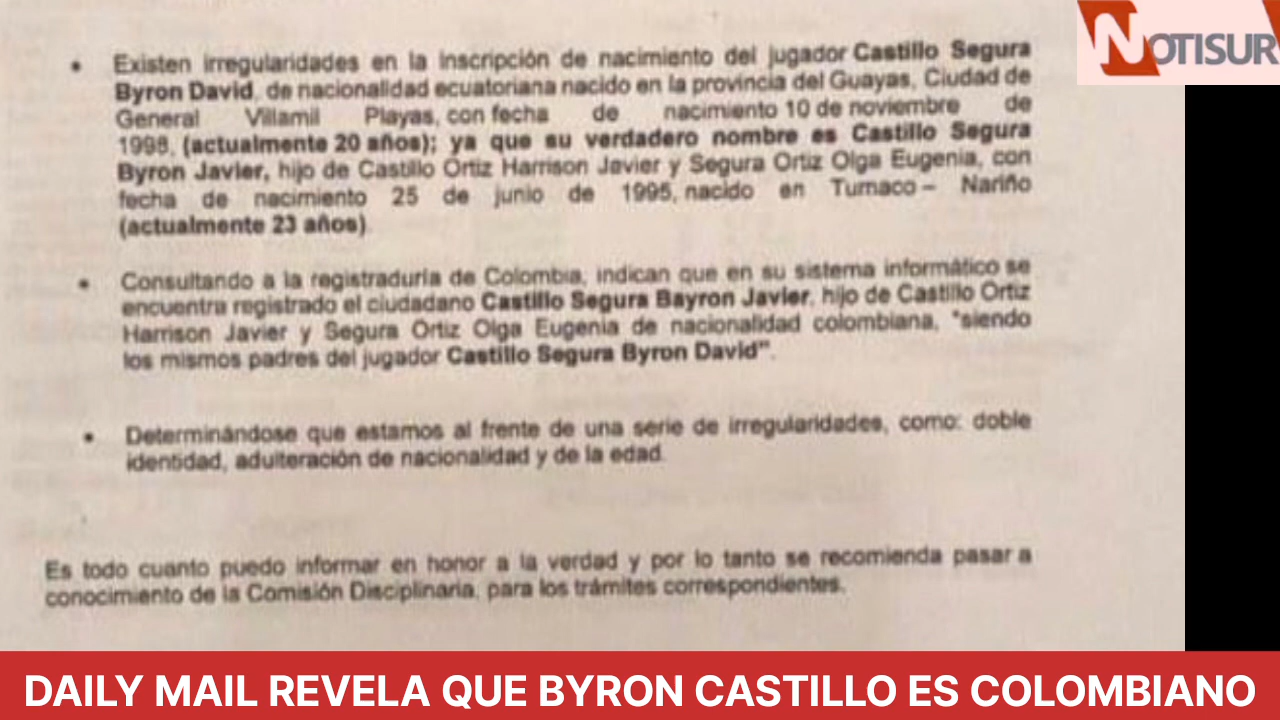 NOTISUR
• Existen irregularidades en la inscripción de nacimiento del jugador Castillo Segura
Byron David, de nacionalidad ecuatoriana nacido en la provincia del Guayas, Ciudad de
General Villamil Playas, con fecha de nacimiento 10 de noviembre de
1998, (actualmente 20 años); ya que su verdadero nombre es Castillo Segura
Byron Javier, hijo de Castillo Ortiz Harrison Javier y Segura Ortiz Olga Eugenia, con
fecha de nacimiento 25 de junio de 1995, nacido en Tumaco – Nariño
(actualmente 23 años).
• Consultando a la registraduría de Colombia, indican que en su sistema informático se
encuentra registrado el ciudadano Castillo Segura Bayron Javier, hijo de Castillo Ortiz
Harrison Javier y Segura Ortiz Olga Eugenia de nacionalidad colombiana, "siendo
los mismos padres del jugador Castillo Segura Byron David".
• Determinándose que estamos al frente de una serie de irregularidades, como: doble
identidad, adulteración de nacionalidad y de la edad.
Es todo cuanto puedo informar en honor a la verdad y por lo tanto se recomienda pasar a
conocimiento de la Comisión Disciplinaria, para los trámites correspondientes.
DAILY MAIL REVELA QUE BYRON CASTILLO ES COLOMBIANO